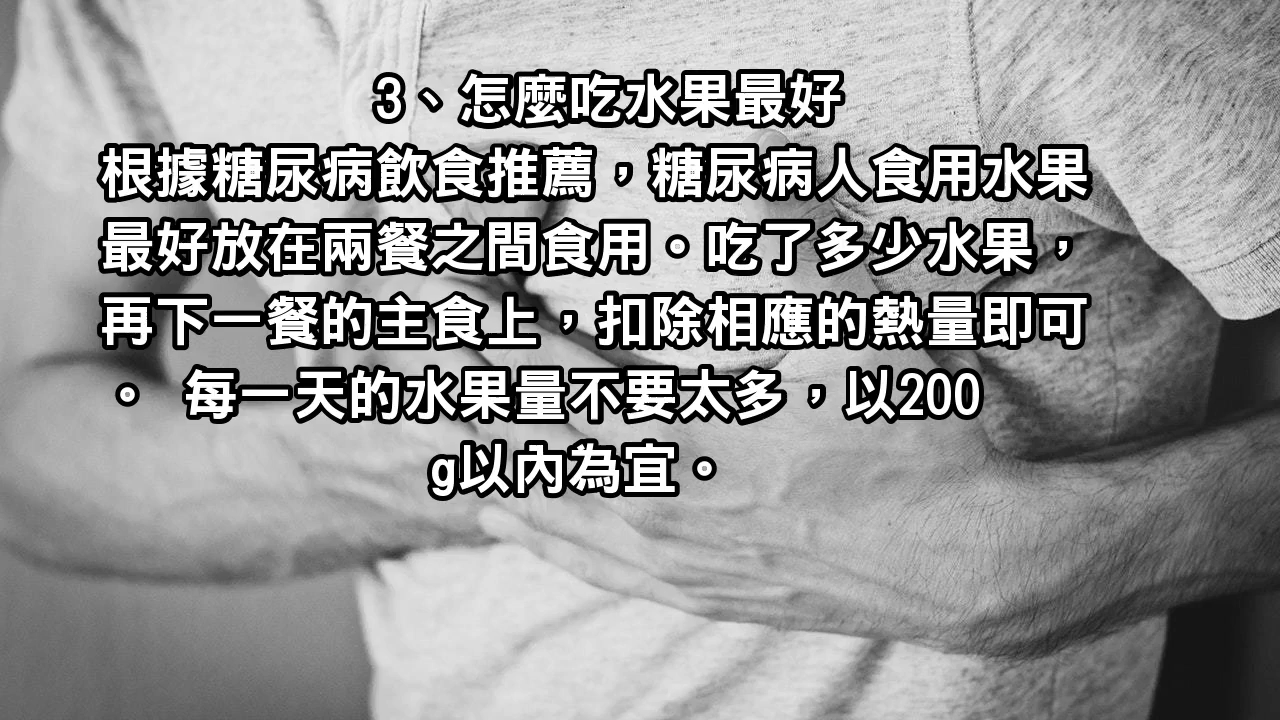 3、怎麼吃水果最好
根據糖尿病飲食推薦，糖尿病人食用水果
最好放在兩餐之間食用。吃了多少水果，
再下一餐的主食上，扣除相應的熱量即可
。 每一天的水果量不要太多，以200
g以內為宜。